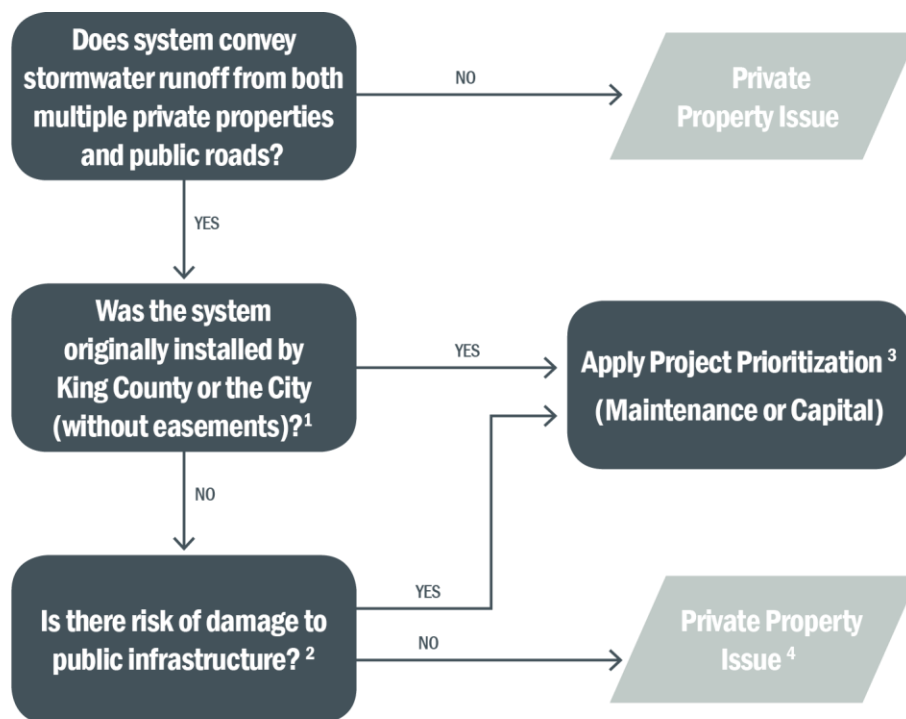 Does system convey
stormwater runoff from both
multiple private properties
and public roads?
NO
Private
Property Issue
YES
Was the system
originally installed by
King County or the City
(without easements)?¹
YES
Apply Project Prioritization ³
(Maintenance or Capital)
NO
Is there risk of damage to
public infrastructure? ²
YES
NO
Private Property
Issue ⁴